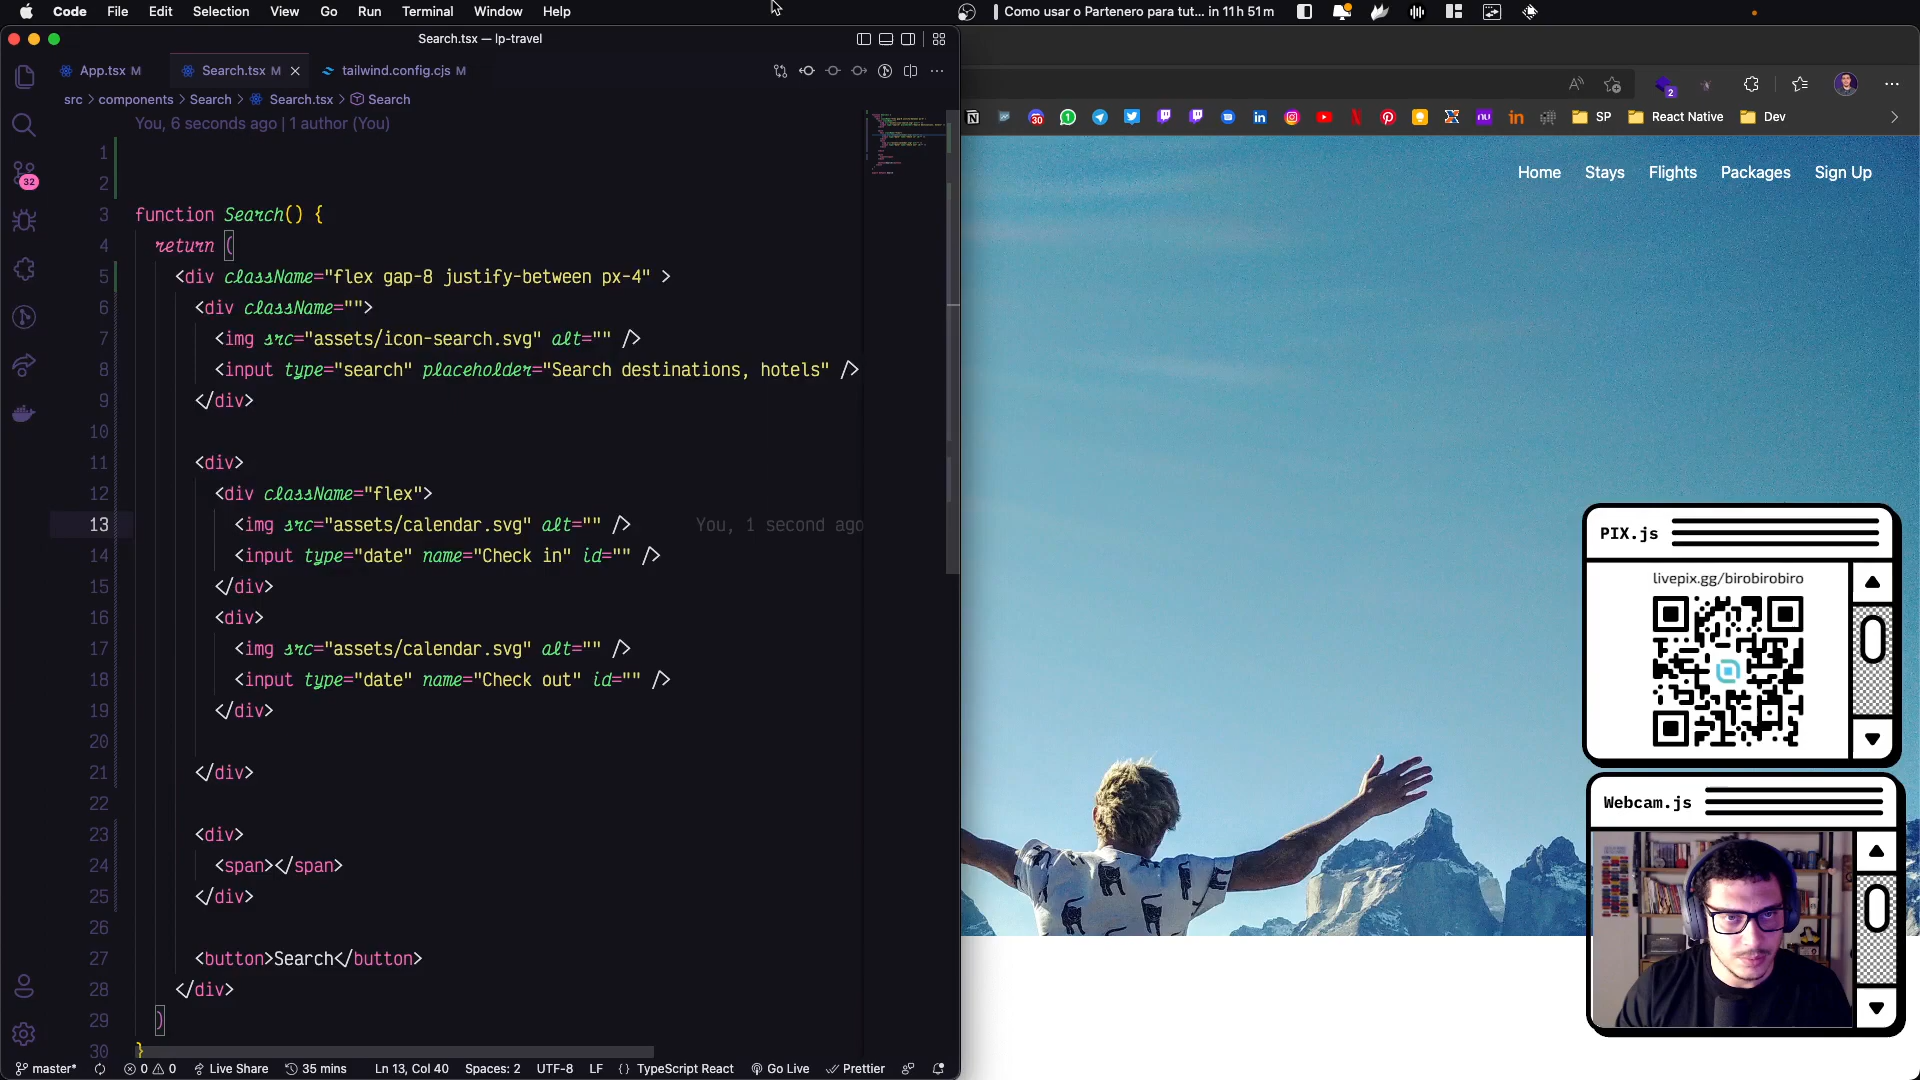 Code File Edit Selection View Go Run Terminal Window Help
Como usar o Partenero para tut... in 11h 51m
Search.tsx — lp-travel
App.tsx M Search.tsx M tailwind.config.cjs M
src > components > Search > Search.tsx > Search
You, 6 seconds ago | 1 author (You)
1
2
3 function Search() {
4 return (
5 <div className="flex gap-8 justify-between px-4" >
6 <div className="">
7 <img src="assets/icon-search.svg" alt="" />
8 <input type="search" placeholder="Search destinations, hotels" />
9 </div>
10
11 <div>
12 <div className="flex">
13 <img src="assets/calendar.svg" alt="" /> You, 1 second ago
14 <input type="date" name="Check in" id="" />
15 </div>
16 <div>
17 <img src="assets/calendar.svg" alt="" />
18 <input type="date" name="Check out" id="" />
19 </div>
20
21 </div>
22
23 <div>
24 <span></span>
25 </div>
26
27 <button>Search</button>
28 </div>
29 )
30 }
32
master* 0 0 Live Share 35 mins Ln 13, Col 40 Spaces: 2 UTF-8 LF {} TypeScript React Go Live Prettier
2
30
1
nu
in
SP React Native Dev
Home Stays Flights Packages Sign Up
PIX.js
livepix.gg/birobirobiro
Webcam.js